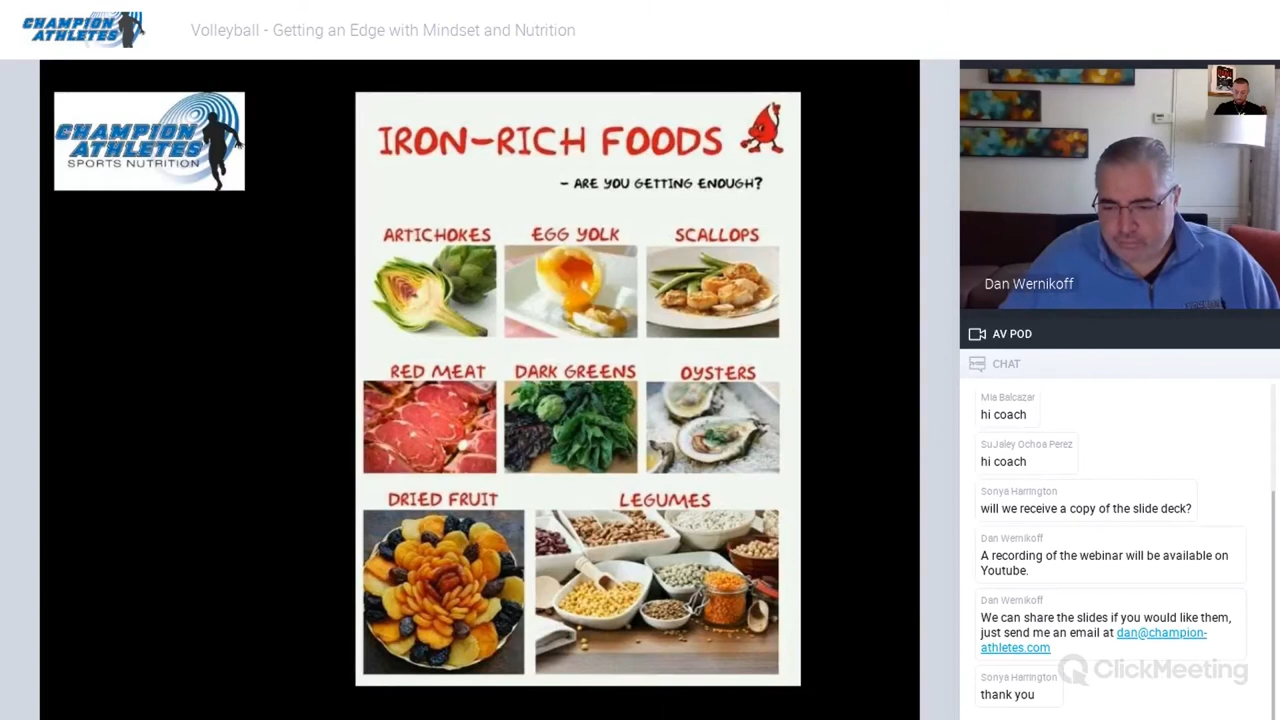 CHAMPION
ATHLETES
Volleyball - Getting an Edge with Mindset and Nutrition
CHAMPION
ATHLETES
SPORTS NUTRITION
IRON-RICH FOODS
- ARE YOU GETTING ENOUGH?
ARTICHOKES
EGG YOLK
SCALLOPS
RED MEAT
DARK GREENS
OYSTERS
DRIED FRUIT
LEGUMES
Dan Wernikoff
AV POD
CHAT
Mia Balcazar
hi coach
SuJaley Ochoa Perez
hi coach
Sonya Harrington
will we receive a copy of the slide deck?
Dan Wernikoff
A recording of the webinar will be available on
Youtube.
Dan Wernikoff
We can share the slides if you would like them,
just send me an email at dan@champion-
athletes.com
Sonya Harrington
thank you
ClickMeeting